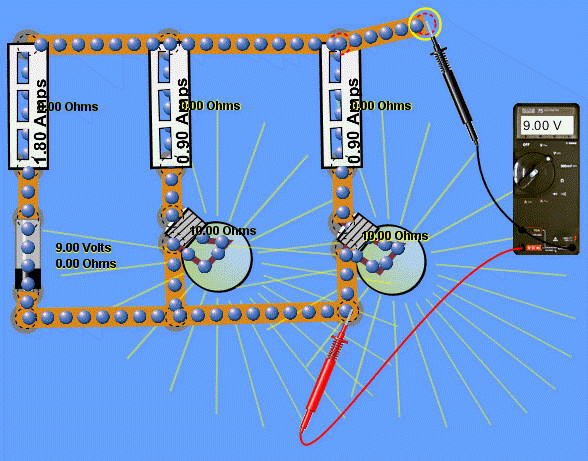 1.80 Amps
.00 Ohms
0.90 Amps
0.00 Ohms
0.90 Amps
0.00 Ohms
9.00 V
OFF
10.00 Ohms
10.00 Ohms
9.00 Volts
0.00 Ohms